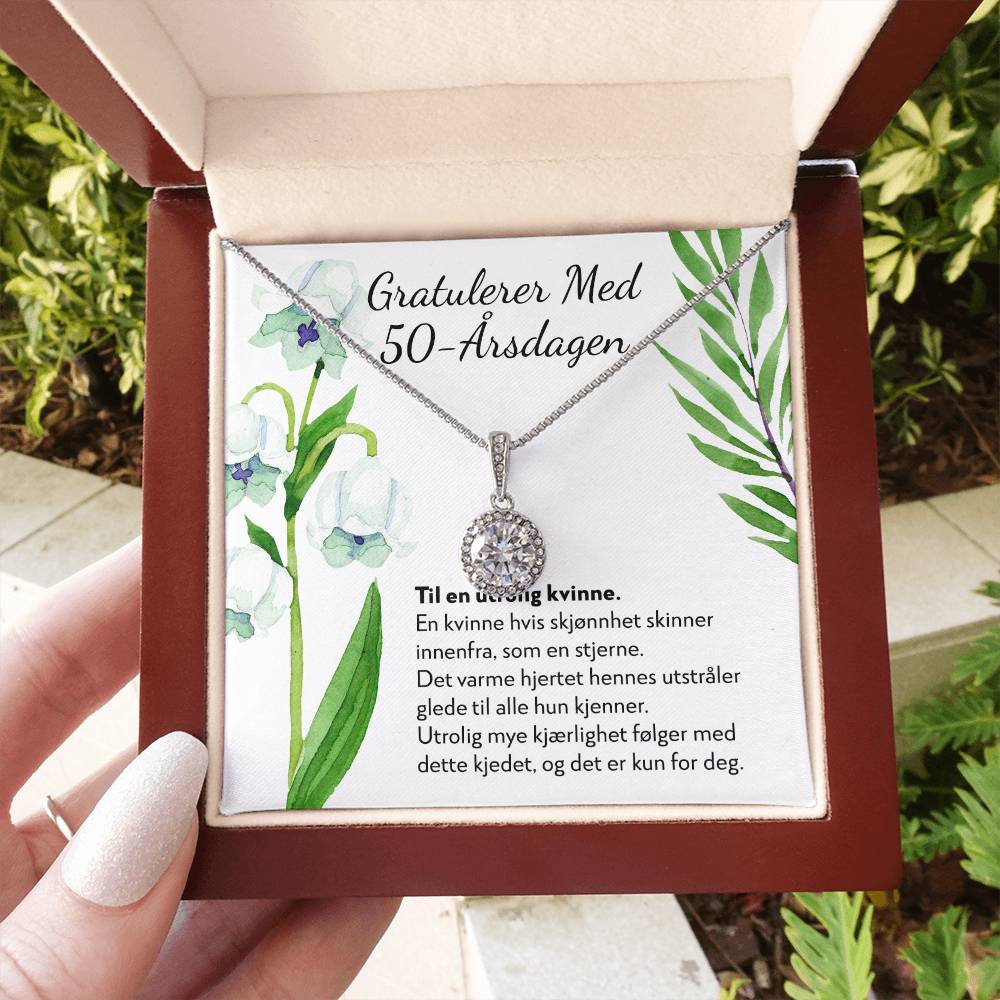 Gratulerer Med
50-Årsdagen
Til en utrolig kvinne.
En kvinne hvis skjønnhet skinner
innenfra, som en stjerne.
Det varme hjertet hennes utstråler
glede til alle hun kjenner.
Utrolig mye kjærlighet følger med
dette kjedet, og det er kun for deg.